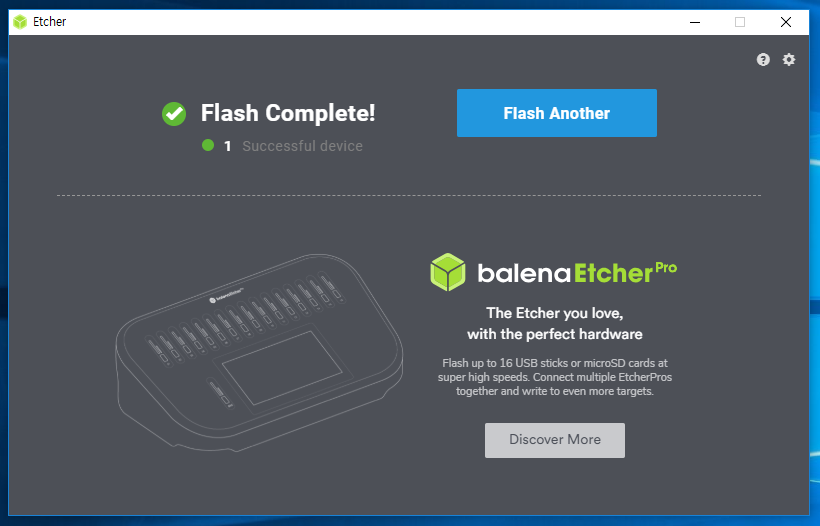 Etcher
Flash Complete!
Flash Another
1 Successful device
balenaEtcher Pro
The Etcher you love,
with the perfect hardware
Flash up to 16 USB sticks or microSD cards at
super high speeds. Connect multiple EtcherPros
together and write to even more targets.
Discover More